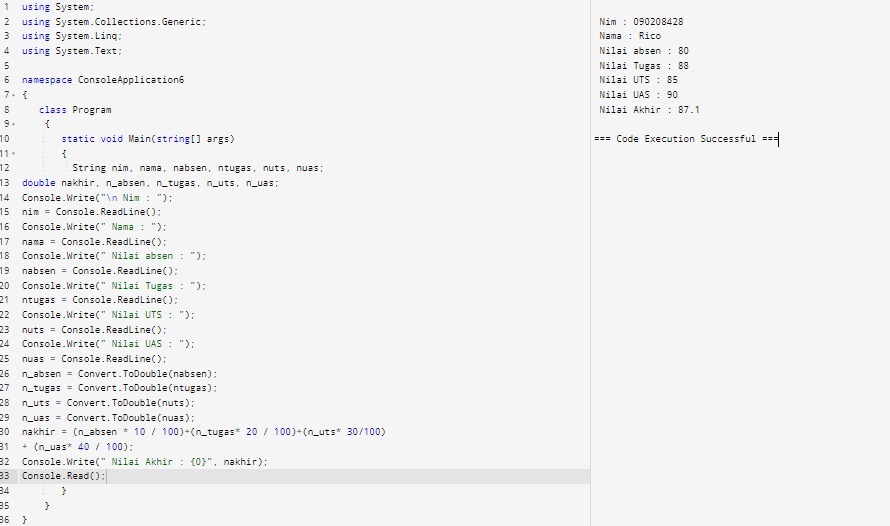 1 using System;
2 using System.Collections.Generic;
3 using System.Linq;
4 using System.Text;
5
6 namespace ConsoleApplication6
7 {
8 class Program
9 {
10 static void Main(string[] args)
11 {
12 String nim, nama, nabsen, ntugas, nuts, nuas;
13 double nakhir, n_absen, n_tugas, n_uts, n_uas;
14 Console.Write("\n Nim : ");
15 nim = Console.ReadLine();
16 Console.Write(" Nama : ");
17 nama = Console.ReadLine();
18 Console.Write(" Nilai absen : ");
19 nabsen = Console.ReadLine();
20 Console.Write(" Nilai Tugas : ");
21 ntugas = Console.ReadLine();
22 Console.Write(" Nilai UTS : ");
23 nuts = Console.ReadLine();
24 Console.Write(" Nilai UAS : ");
25 nuas = Console.ReadLine();
26 n_absen = Convert.ToDouble(nabsen);
27 n_tugas = Convert.ToDouble(ntugas);
28 n_uts = Convert.ToDouble(nuts);
29 n_uas = Convert.ToDouble(nuas);
30 nakhir = (n_absen * 10 / 100)+(n_tugas* 20 / 100)+(n_uts* 30/100)
31 + (n_uas* 40 / 100);
32 Console.Write(" Nilai Akhir : {0}", nakhir);
33 Console.Read();
34 }
35 }
36 }
Nim : 090208428
Nama : Rico
Nilai absen : 80
Nilai Tugas : 88
Nilai UTS : 85
Nilai UAS : 90
Nilai Akhir : 87.1
=== Code Execution Successful ===